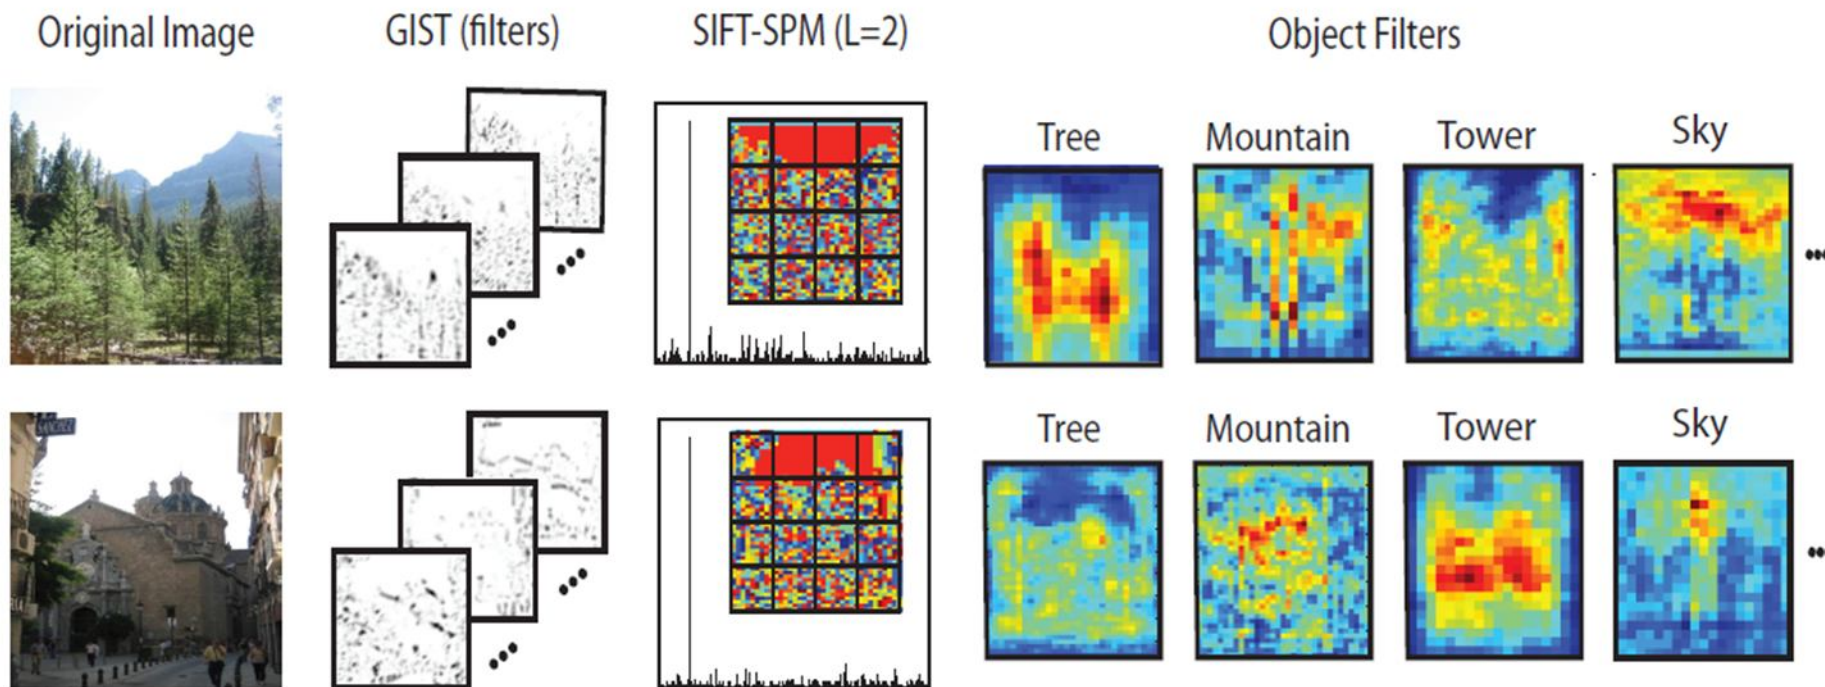 Original Image
GIST (filters)
SIFT-SPM (L=2)
Object Filters
Tree
Mountain
Tower
Sky
Tree
Mountain
Tower
Sky